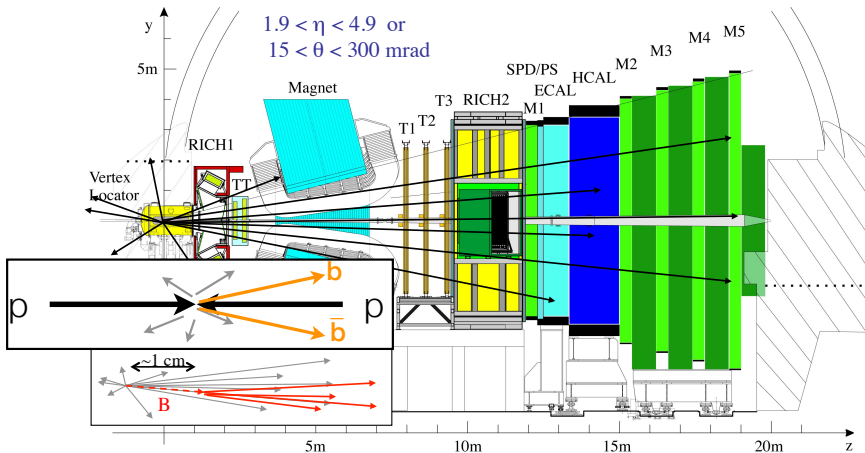 y
1.9 < η < 4.9 or
15 < θ < 300 mrad
5m
Magnet
SPD/PS
ECAL
HCAL
M1
M2
M3
M4
M5
T1
T2
T3
RICH2
RICH1
TT
Vertex
Locator
p
b
b̅
p
~1 cm
B
5m
10m
15m
20m
z